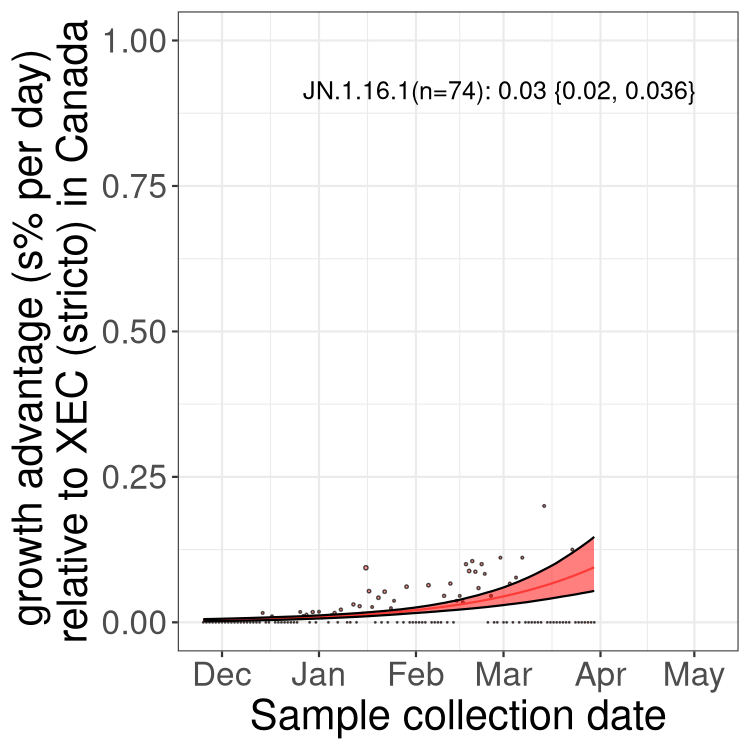 growth advantage (s% per day)
relative to XEC (stricto) in Canada
1.00
0.75
0.50
0.25
0.00
JN.1.16.1(n=74): 0.03 {0.02, 0.036}
Dec Jan Feb Mar Apr May
Sample collection date